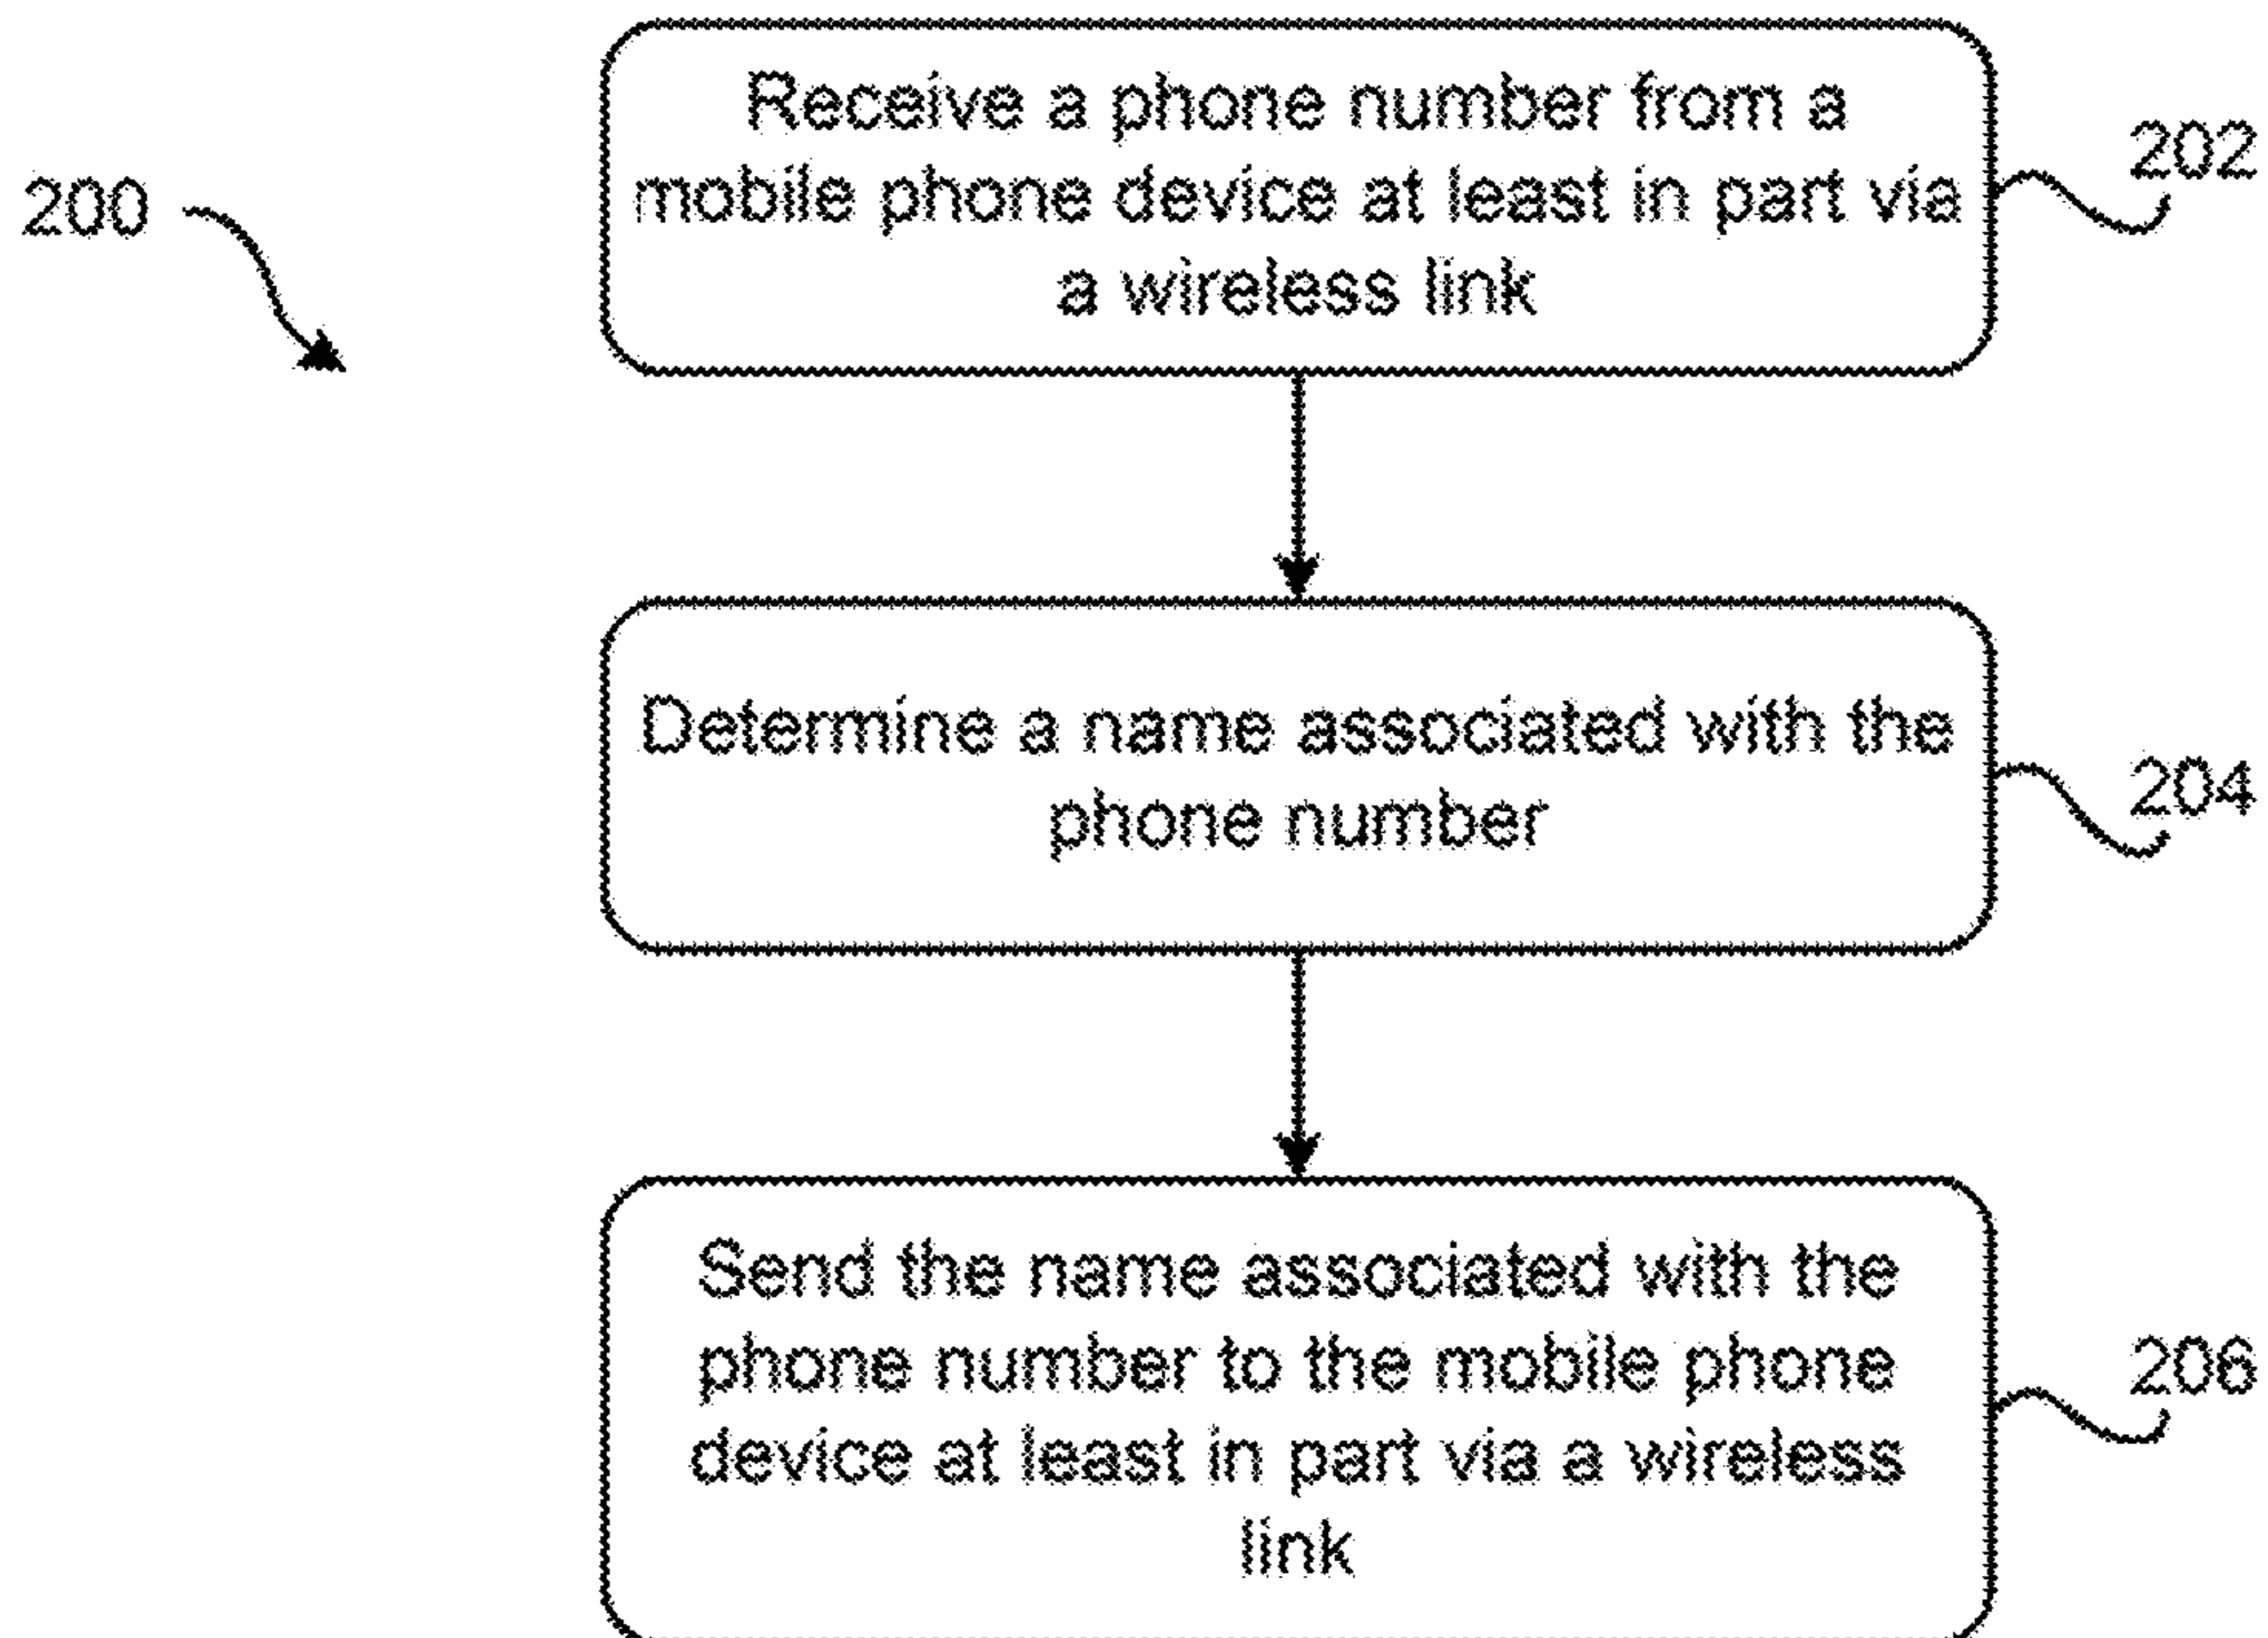 200
Receive a phone number from a
mobile phone device at least in part via
a wireless link
202
Determine a name associated with the
phone number
204
Send the name associated with the
phone number to the mobile phone
device at least in part via a wireless
link
206